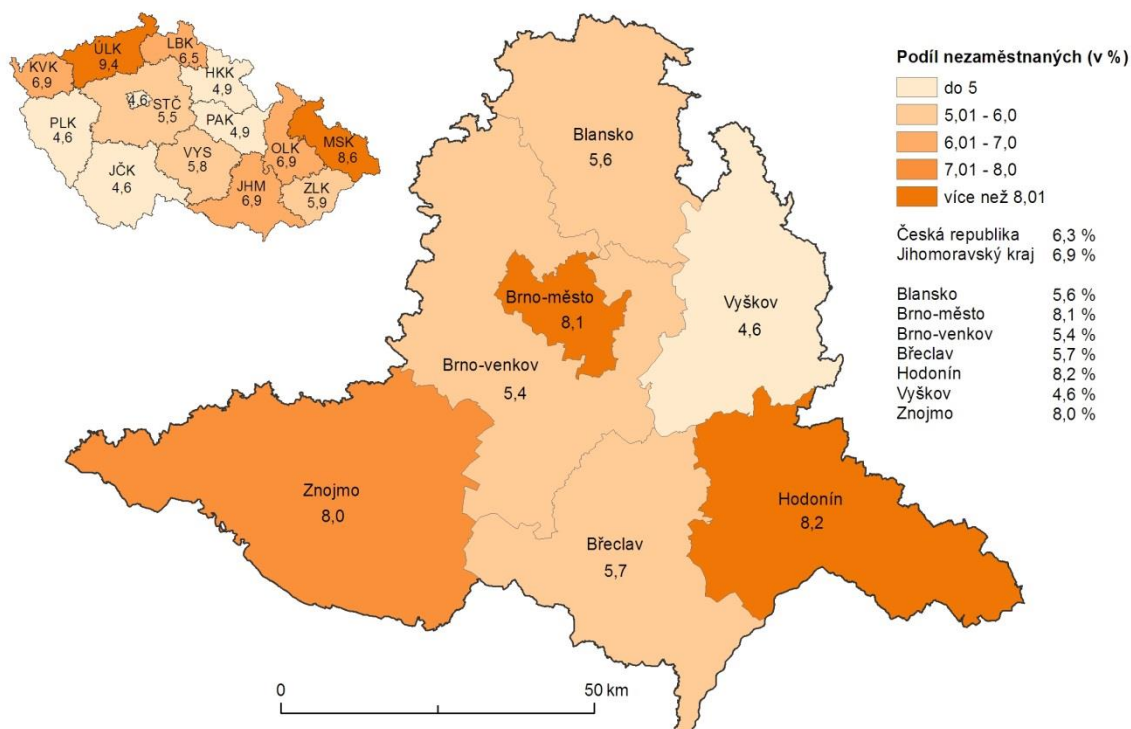 ÚLK
9,4
LBK
6,5
KVK
6,9
HKK
4,9
4,6
STČ
5,5
PLK
4,6
PAK
4,9
MSK
8,6
OLK
6,9
VYS
5,8
JČK
4,6
JHM
6,9
ZLK
5,9
Podíl nezaměstnaných (v %)
do 5
5,01 - 6,0
6,01 - 7,0
7,01 - 8,0
více než 8,01
Česká republika 6,3 %
Jihomoravský kraj 6,9 %
Blansko 5,6 %
Brno-město 8,1 %
Brno-venkov 5,4 %
Břeclav 5,7 %
Hodonín 8,2 %
Vyškov 4,6 %
Znojmo 8,0 %
Blansko
5,6
Brno-město
8,1
Vyškov
4,6
Brno-venkov
5,4
Znojmo
8,0
Hodonín
8,2
Břeclav
5,7
0 50 km